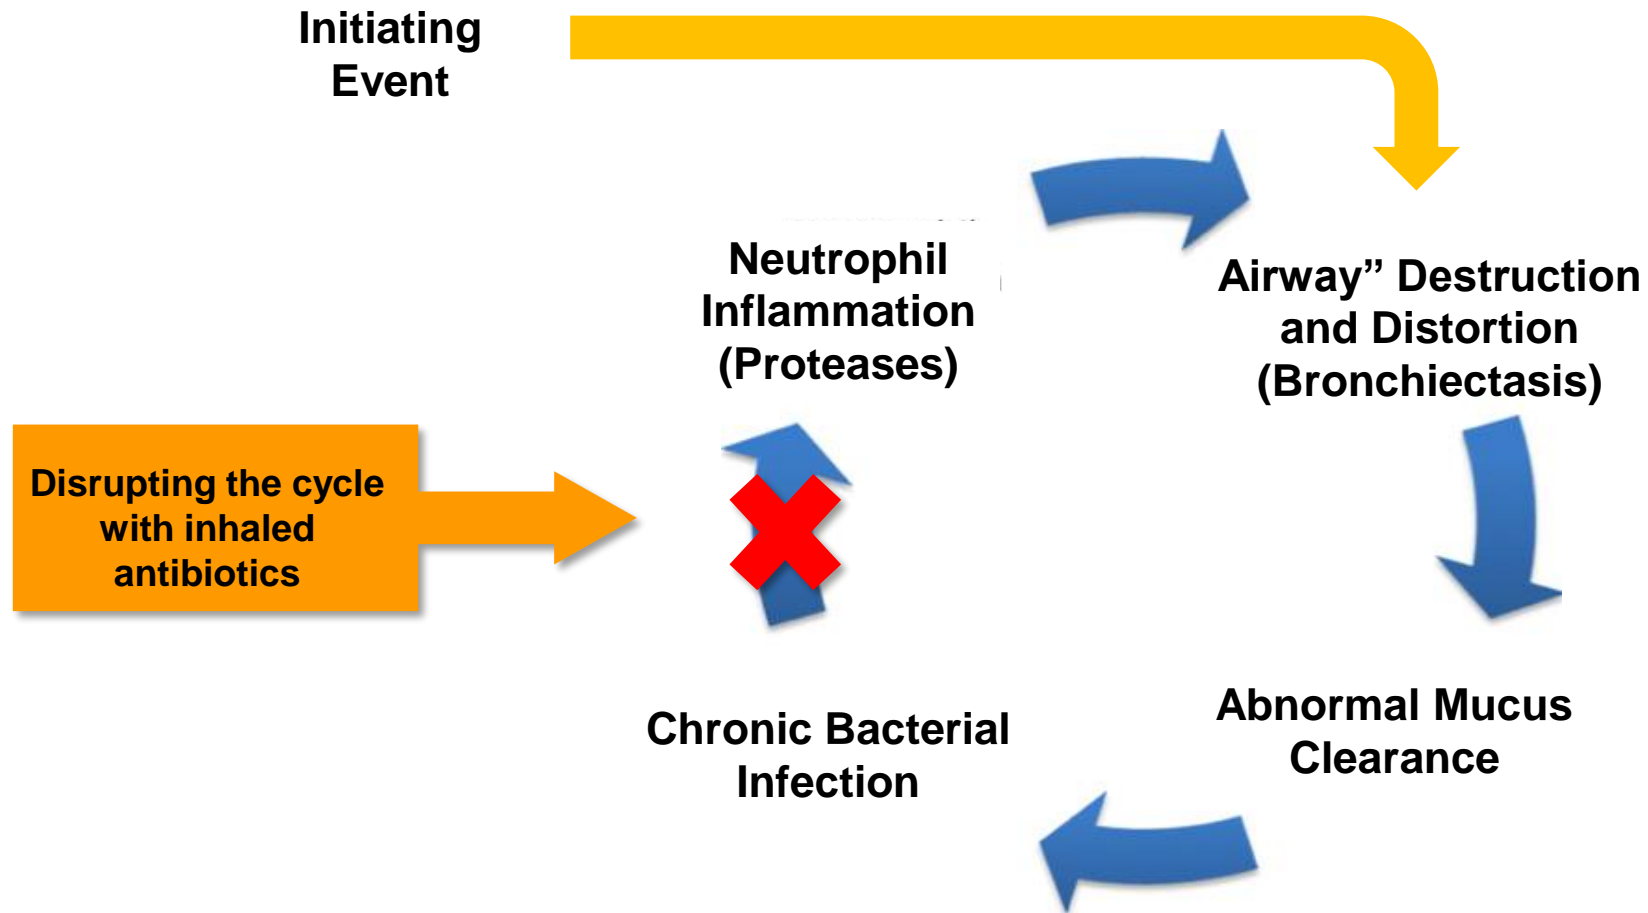 Initiating
Event
Neutrophil
Inflammation
(Proteases)
Airway” Destruction
and Distortion
(Bronchiectasis)
Disrupting the cycle
with inhaled
antibiotics
Chronic Bacterial
Infection
Abnormal Mucus
Clearance